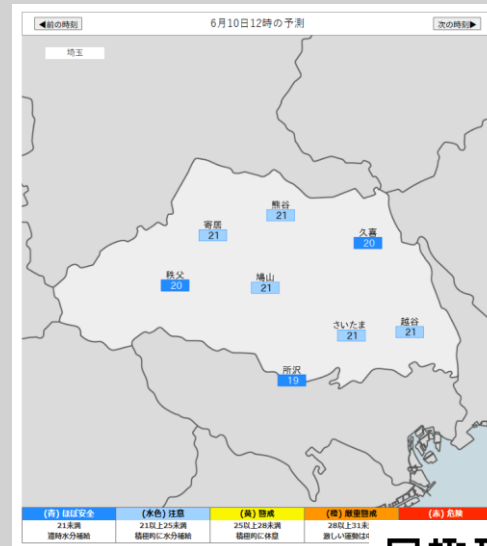 ◀前の時刻
6月10日12時の予測
次の時刻▶
埼玉
熊谷
21
寄居
21
久喜
20
秩父
20
鳩山
21
さいたま
21
越谷
21
所沢
19
(青) ほぼ安全
(水色) 注意
(黄) 警戒
(橙) 厳重警戒
(赤) 危険
21未満
21以上25未満
25以上28未満
28以上31未
適時水分補給
積極的に水分補給
積極的に休息
激しい運動は